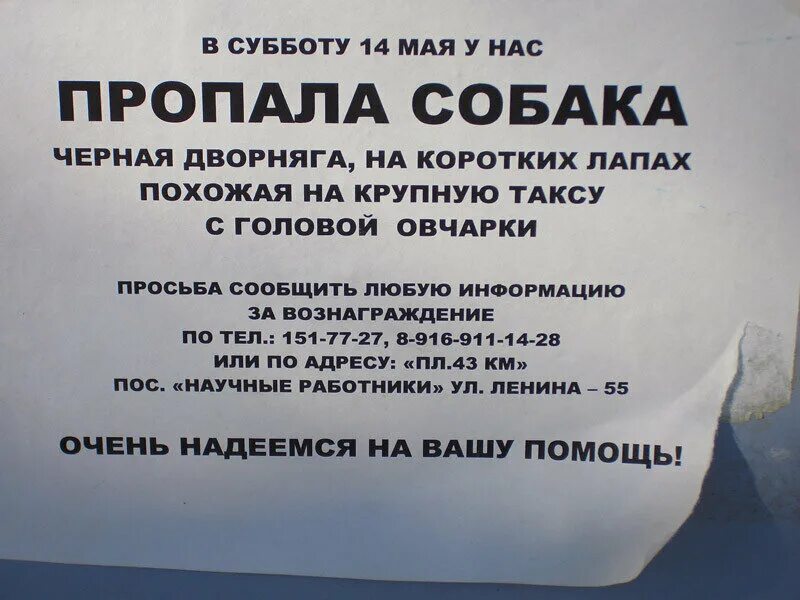 В СУББОТУ 14 МАЯ У НАС
ПРОПАЛА СОБАКА
ЧЕРНАЯ ДВОРНЯГА, НА КОРОТКИХ ЛАПАХ
ПОХОЖАЯ НА КРУПНУЮ ТАКСУ
С ГОЛОВОЙ ОВЧАРКИ
ПРОСЬБА СООБЩИТЬ ЛЮБУЮ ИНФОРМАЦИЮ
ЗА ВОЗНАГРАЖДЕНИЕ
ПО ТЕЛ.: 151-77-27, 8-916-911-14-28
ИЛИ ПО АДРЕСУ: «ПЛ.43 КМ»
ПОС. «НАУЧНЫЕ РАБОТНИКИ» УЛ. ЛЕНИНА – 55
ОЧЕНЬ НАДЕЕМСЯ НА ВАШУ ПОМОЩЬ!